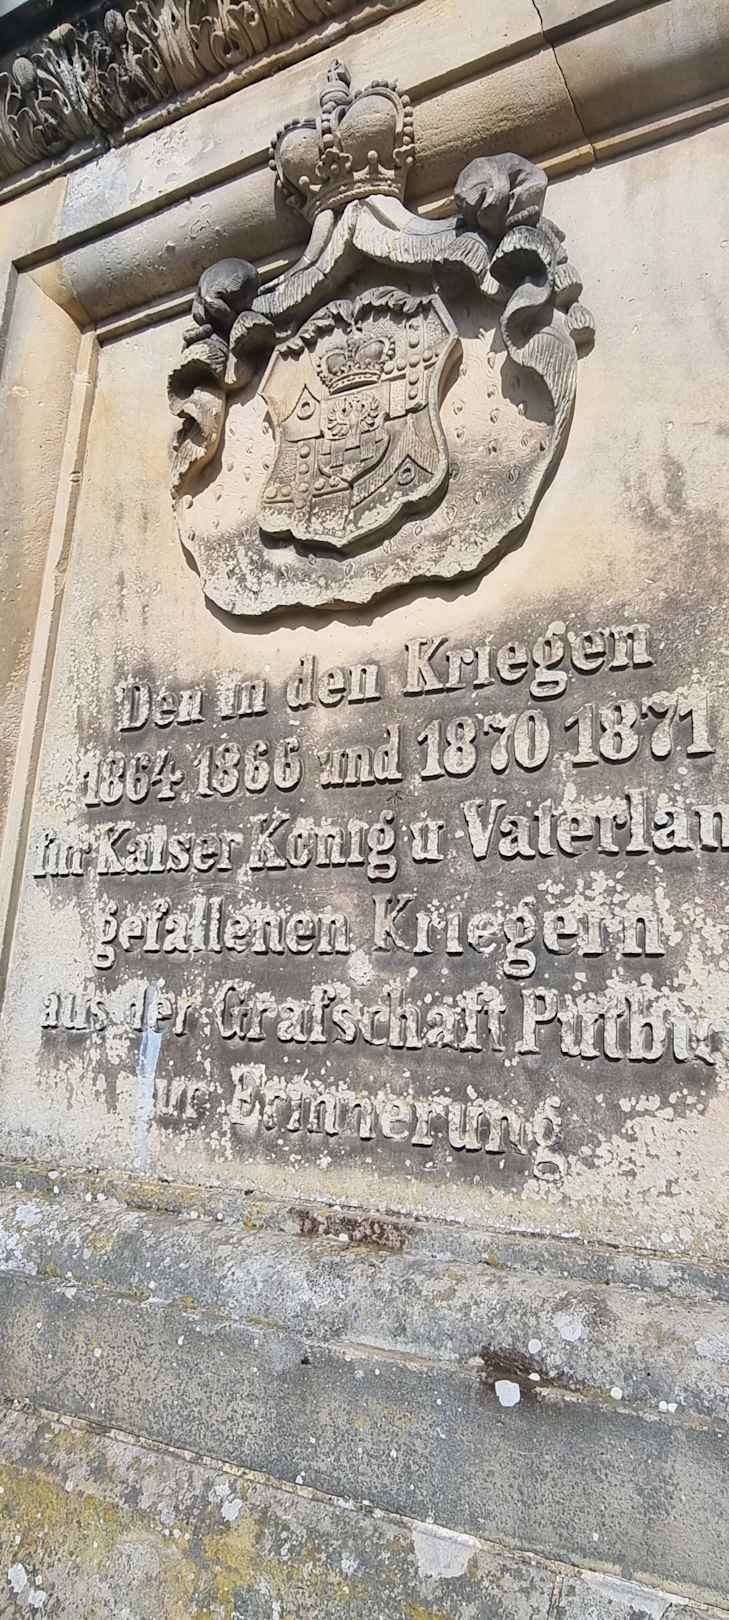 Den in den Kriegen
1864 1866 und 1870 1871
für Kaiser König u Vaterlan
gefallenen Kriegern
aus der Grafschaft Putbu
ur Erinnerung